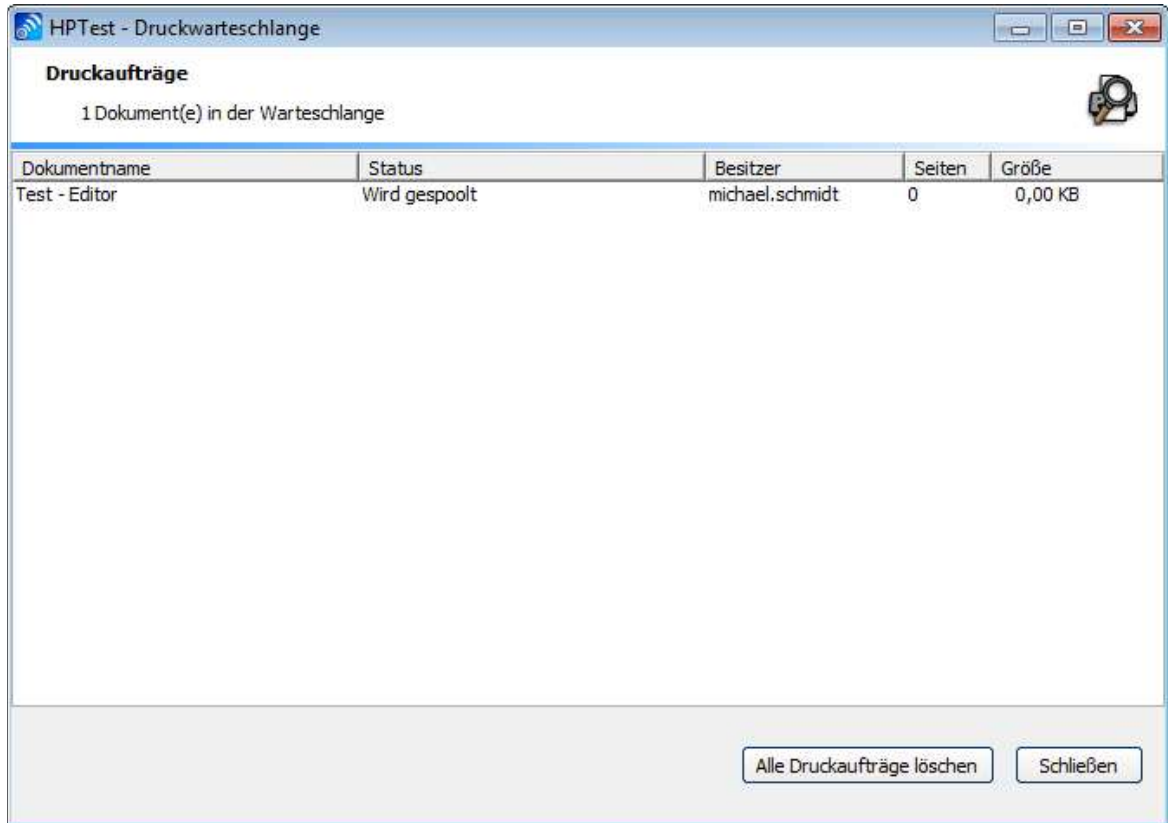 HPTest - Druckwarteschlange
Druckaufträge
1 Dokument(e) in der Warteschlange
Dokumentname Status Besitzer Seiten Größe
Test - Editor Wird gespoolt michael.schmidt 0 0,00 KB
Alle Druckaufträge löschen Schließen